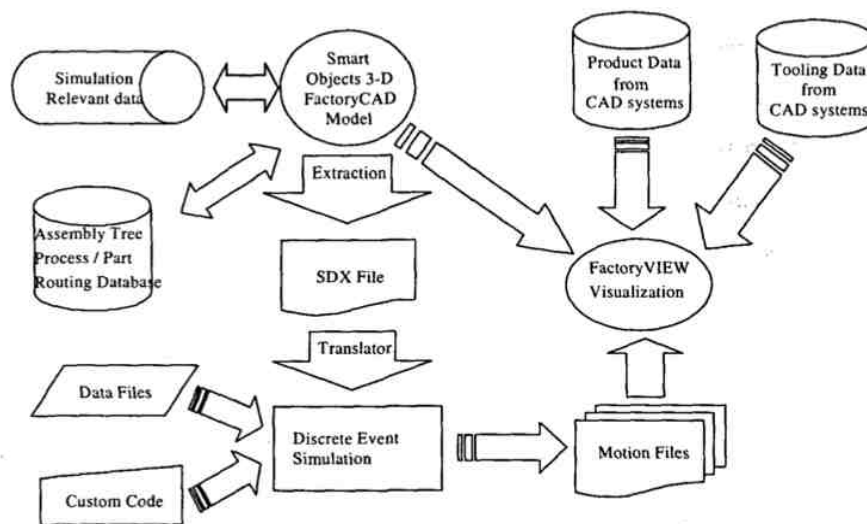 Simulation
Relevant data
Smart
Objects 3-D
FactoryCAD
Model
Product Data
from
CAD systems
Tooling Data
from
CAD systems
Extraction
Assembly Tree
Process / Part
Routing Database
SDX File
FactoryVIEW
Visualization
Translator
Data Files
Discrete Event
Simulation
Motion Files
Custom Code